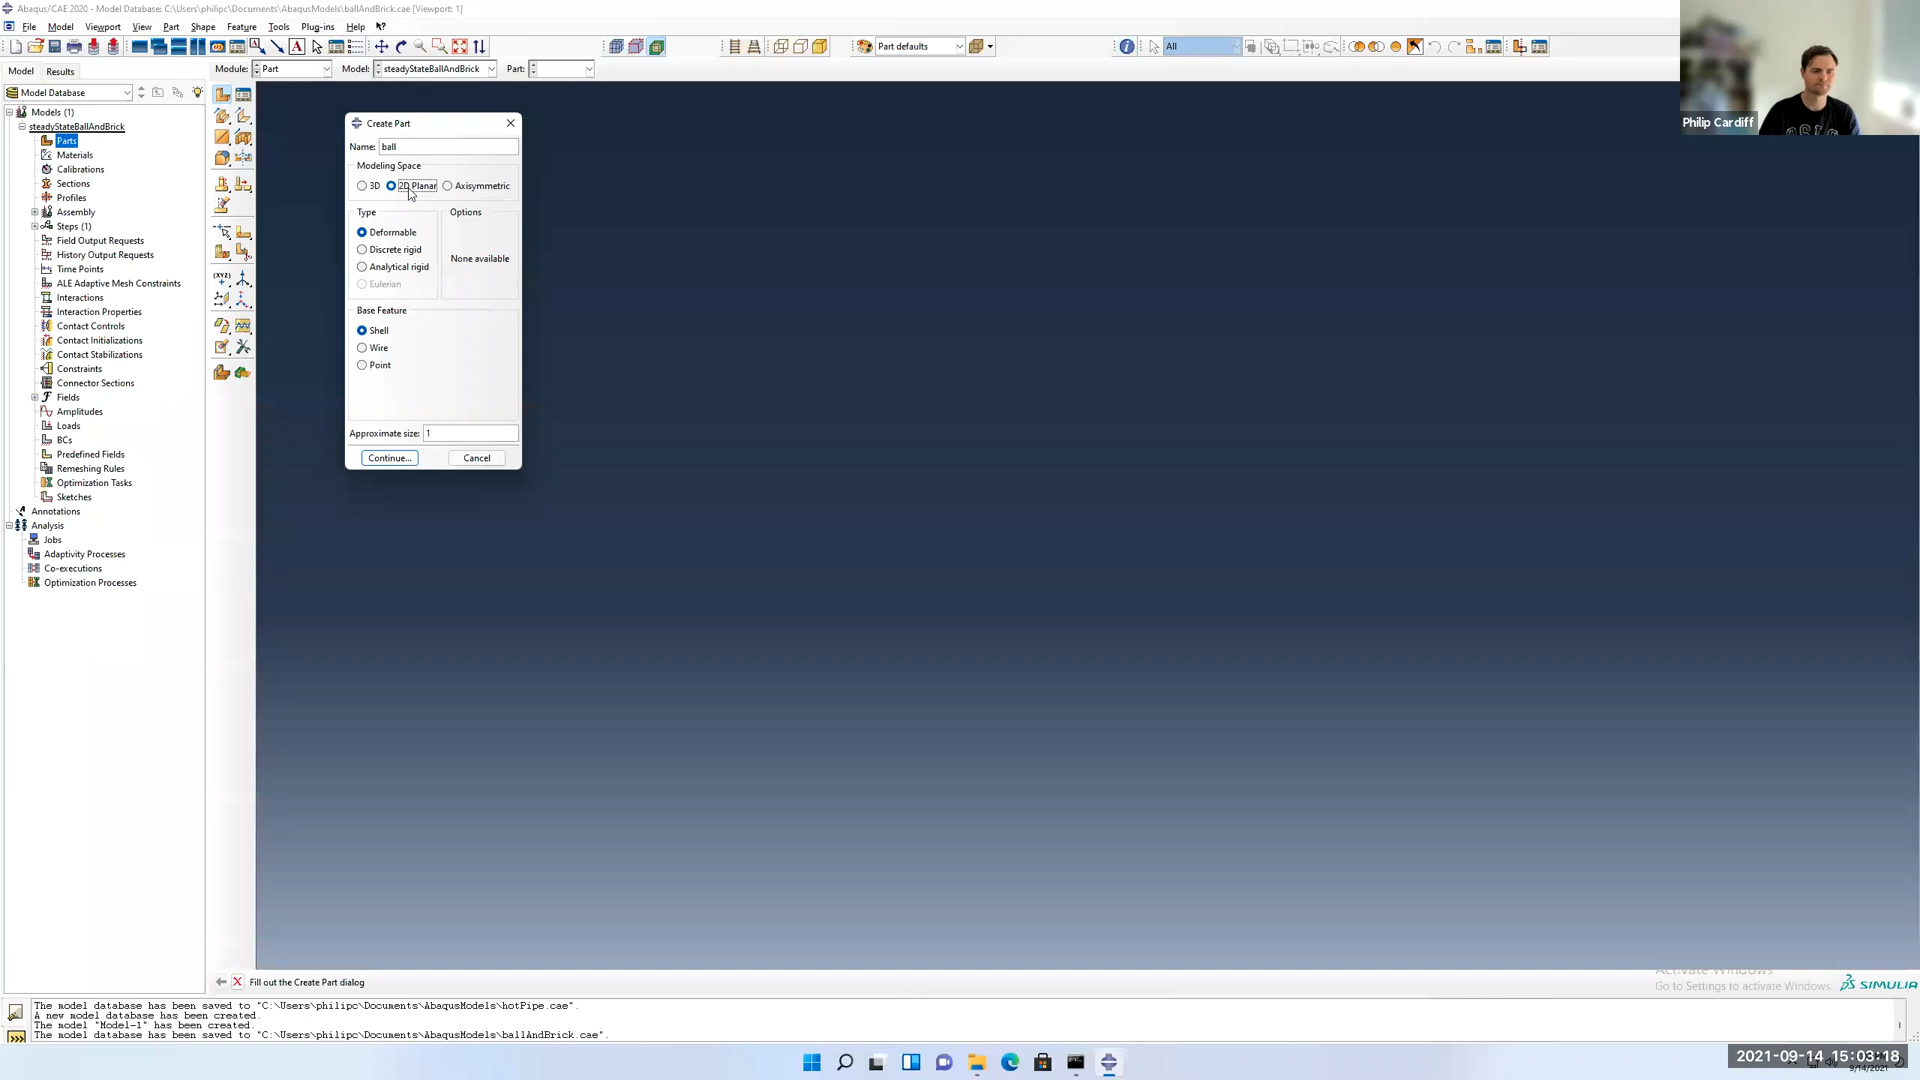 Abaqus/CAE 2020 - Model Database: C:\Users\philipc\Documents\AbaqusModels\ballAndBrick.cae [Viewport: 1]
File Model Viewport View Part Shape Feature Tools Plug-ins Help
Part defaults
All
Model Results
Module: Part Model: steadyStateBallAndBrick Part:
Model Database
Models (1)
steadyStateBallAndBrick
Parts
Materials
Calibrations
Sections
Profiles
Assembly
Steps (1)
Field Output Requests
History Output Requests
Time Points
ALE Adaptive Mesh Constraints
Interactions
Interaction Properties
Contact Controls
Contact Initializations
Contact Stabilizations
Constraints
Connector Sections
Fields
Amplitudes
Loads
BCs
Predefined Fields
Remeshing Rules
Optimization Tasks
Sketches
Annotations
Analysis
Jobs
Adaptivity Processes
Co-executions
Optimization Processes
(XYZ)
Create Part
Name: ball
Modeling Space
3D 2D Planar Axisymmetric
Type
Options
Deformable
Discrete rigid
Analytical rigid
Eulerian
None available
Base Feature
Shell
Wire
Point
Approximate size: 1
Continue... Cancel
Philip Cardiff
Fill out the Create Part dialog
Activate Windows
Go to Settings to activate Windows.
SIMULIA
The model database has been saved to "C:\Users\philipc\Documents\AbaqusModels\hotPipe.cae".
A new model database has been created.
The model "Model-1" has been created.
The model database has been saved to "C:\Users\philipc\Documents\AbaqusModels\ballAndBrick.cae".
2021-09-14 15:03:18
9/14/2021